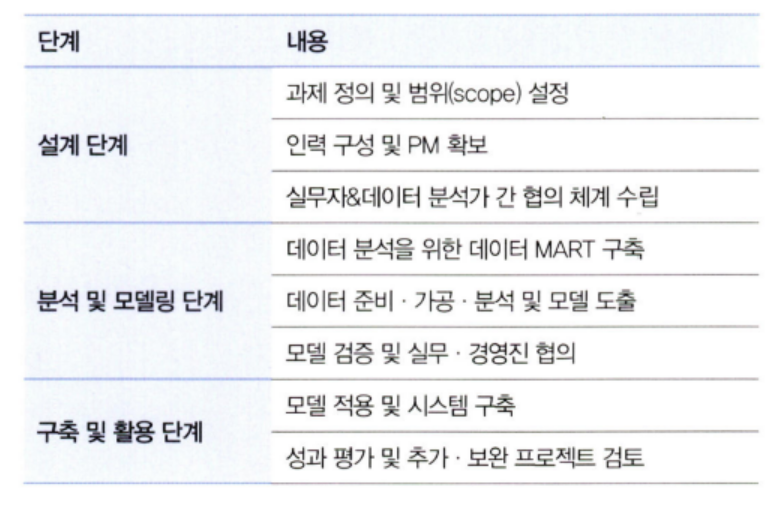 단계 내용
설계 단계
과제 정의 및 범위(scope) 설정
인력 구성 및 PM 확보
실무자&데이터 분석가 간 협의 체계 수립
분석 및 모델링 단계
데이터 분석을 위한 데이터 MART 구축
데이터 준비 · 가공 · 분석 및 모델 도출
모델 검증 및 실무 · 경영진 협의
구축 및 활용 단계
모델 적용 및 시스템 구축
성과 평가 및 추가 · 보완 프로젝트 검토